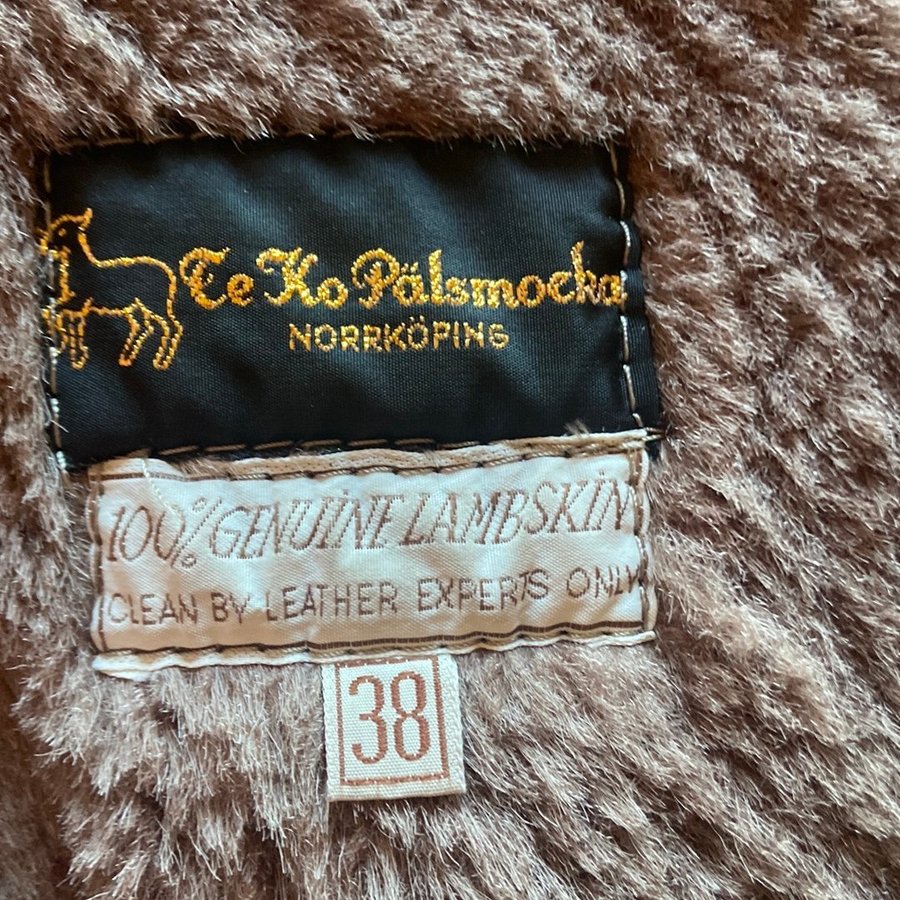 Te Ko Pälsmocka
NORRKÖPING
100% GENUINE LAMBSKIN
CLEAN BY LEATHER EXPERTS ONLY
38